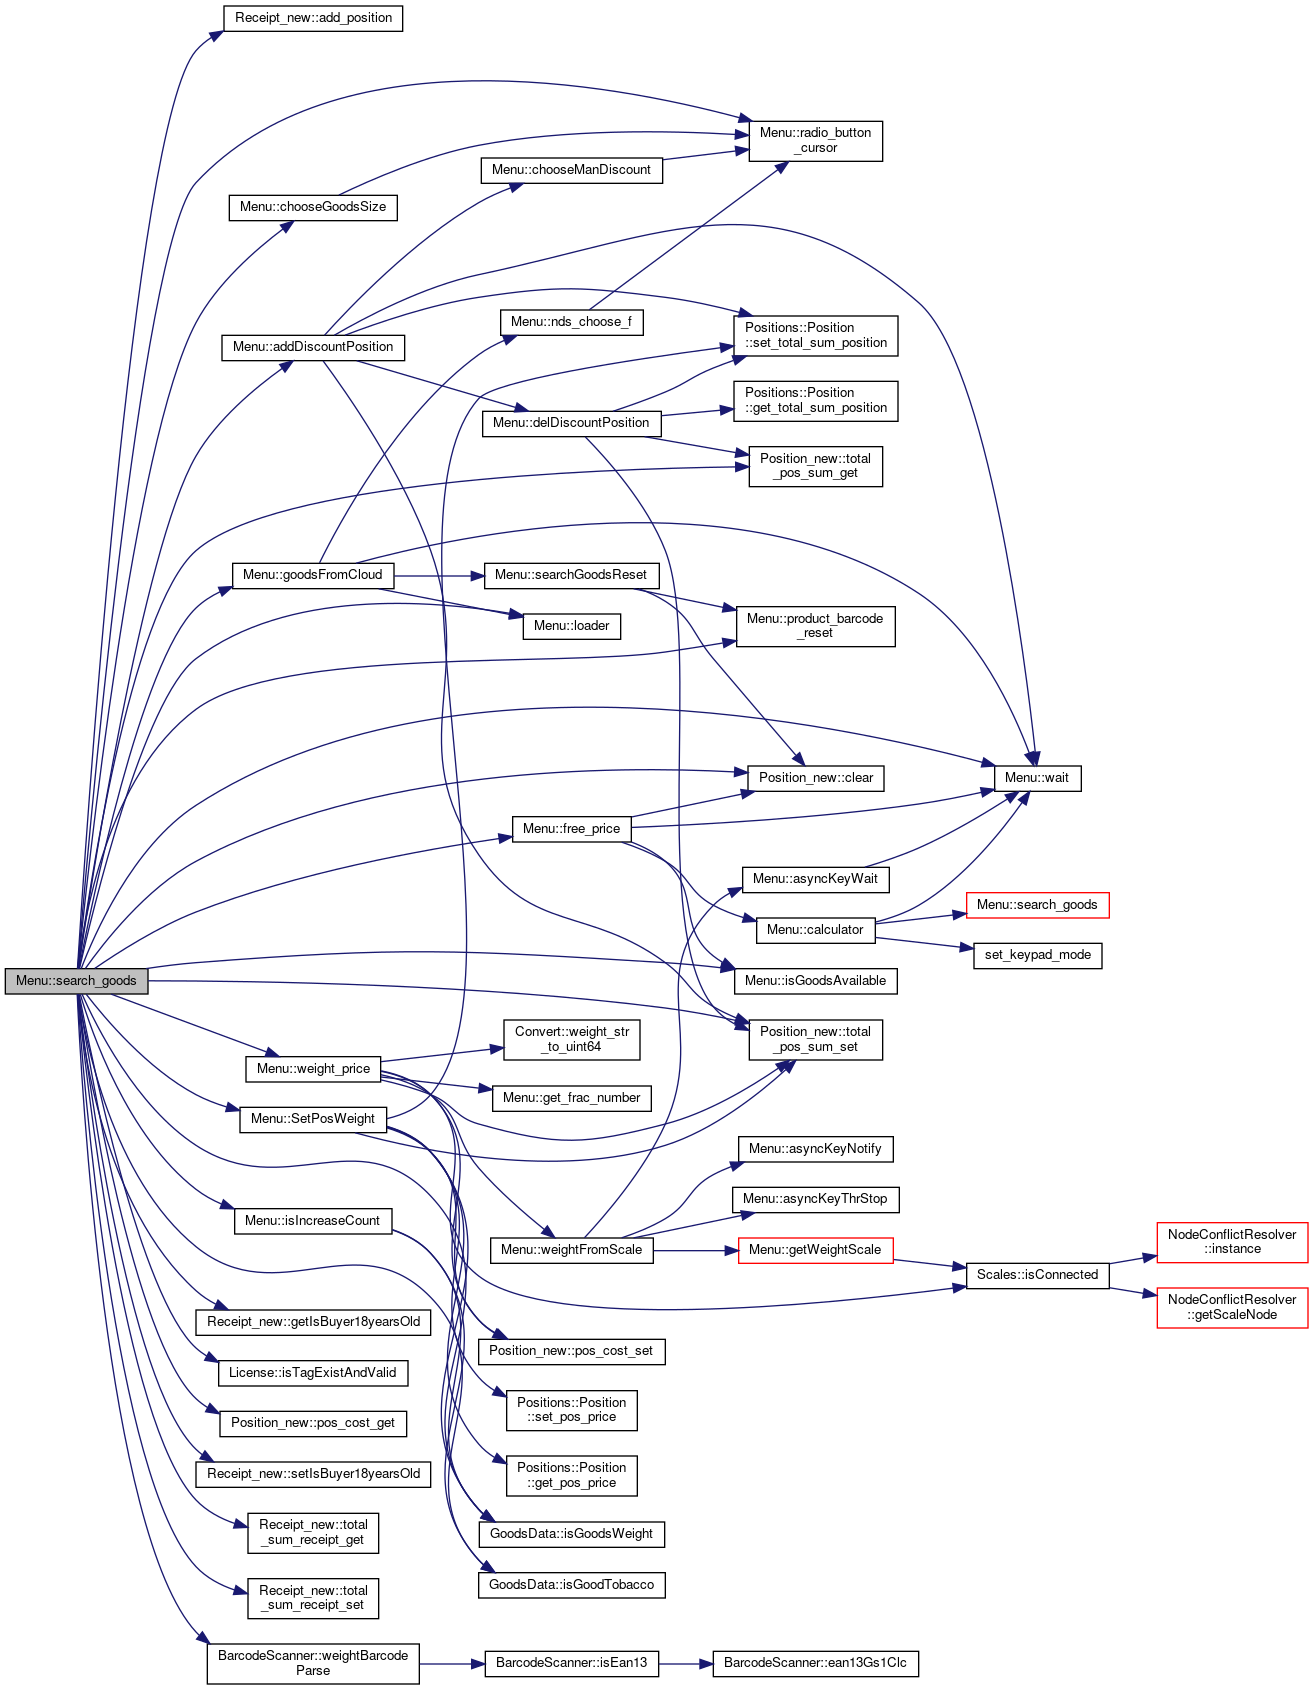 Receipt_new::add_position
Menu::radio_button
_cursor
Menu::chooseManDiscount
Menu::chooseGoodsSize
Menu::nds_choose_f
Positions::Position
::set_total_sum_position
Menu::addDiscountPosition
Positions::Position
::get_total_sum_position
Menu::delDiscountPosition
Position_new::total
_pos_sum_get
Menu::goodsFromCloud
Menu::searchGoodsReset
Menu::loader
Menu::product_barcode
_reset
Position_new::clear
Menu::wait
Menu::free_price
Menu::asyncKeyWait
Menu::search_goods
Menu::calculator
set_keypad_mode
Menu::search_goods
Menu::isGoodsAvailable
Convert::weight_str
_to_uint64
Position_new::total
_pos_sum_set
Menu::weight_price
Menu::get_frac_number
Menu::SetPosWeight
Menu::asyncKeyNotify
Menu::asyncKeyThrStop
Menu::isIncreaseCount
Menu::weightFromScale
Menu::getWeightScale
NodeConflictResolver
::instance
Scales::isConnected
NodeConflictResolver
::getScaleNode
Receipt_new::getIsBuyer18yearsOld
Position_new::pos_cost_set
License::isTagExistAndValid
Positions::Position
::set_pos_price
Position_new::pos_cost_get
Receipt_new::setIsBuyer18yearsOld
Positions::Position
::get_pos_price
Receipt_new::total
_sum_receipt_get
GoodsData::isGoodsWeight
Receipt_new::total
_sum_receipt_set
GoodsData::isGoodTobacco
BarcodeScanner::weightBarcode
Parse
BarcodeScanner::isEan13
BarcodeScanner::ean13Gs1Clc